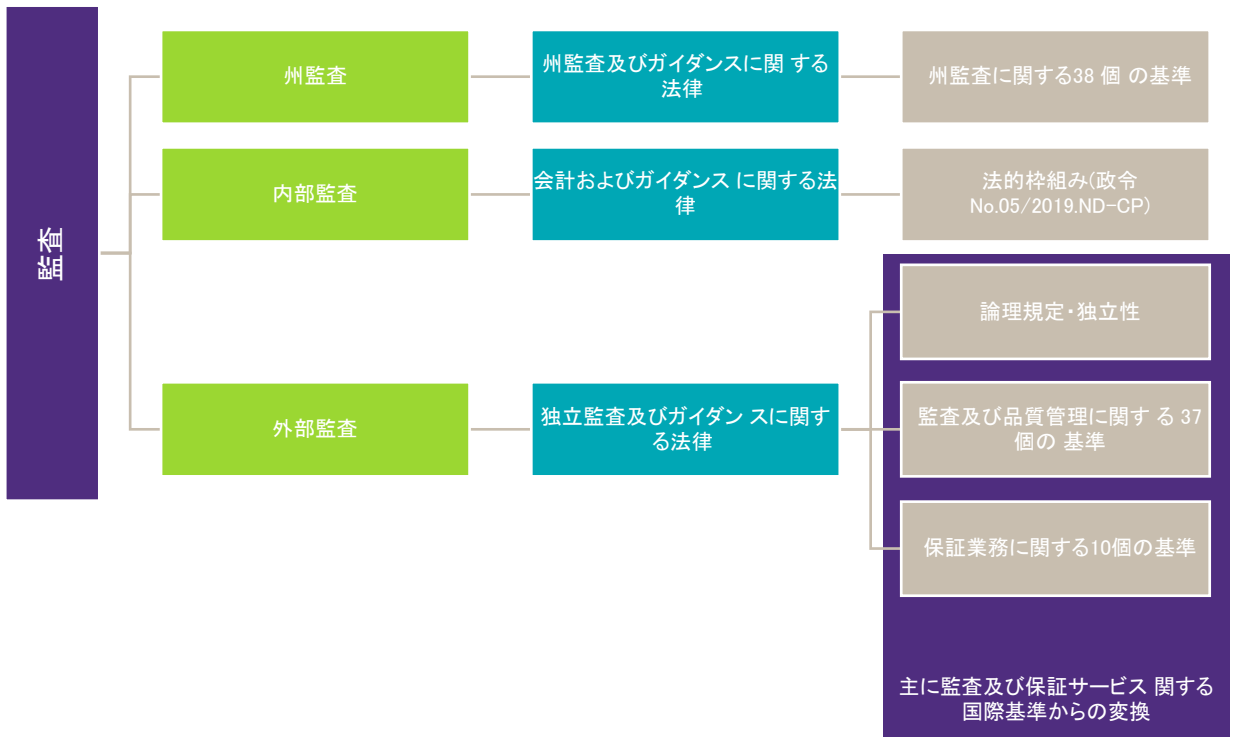 監査
州監査
州監査及びガイダンスに関 する
法律
州監査に関する38 個 の基準
内部監査
会計およびガイダンス に関する法
律
法的枠組み(政令
No.05/2019.ND-CP)
外部監査
独立監査及びガイダン スに関す
る法律
論理規定・独立性
監査及び品質管理に関す る 37
個の 基準
保証業務に関する10個の基準
主に監査及び保証サービス 関する
国際基準からの変換